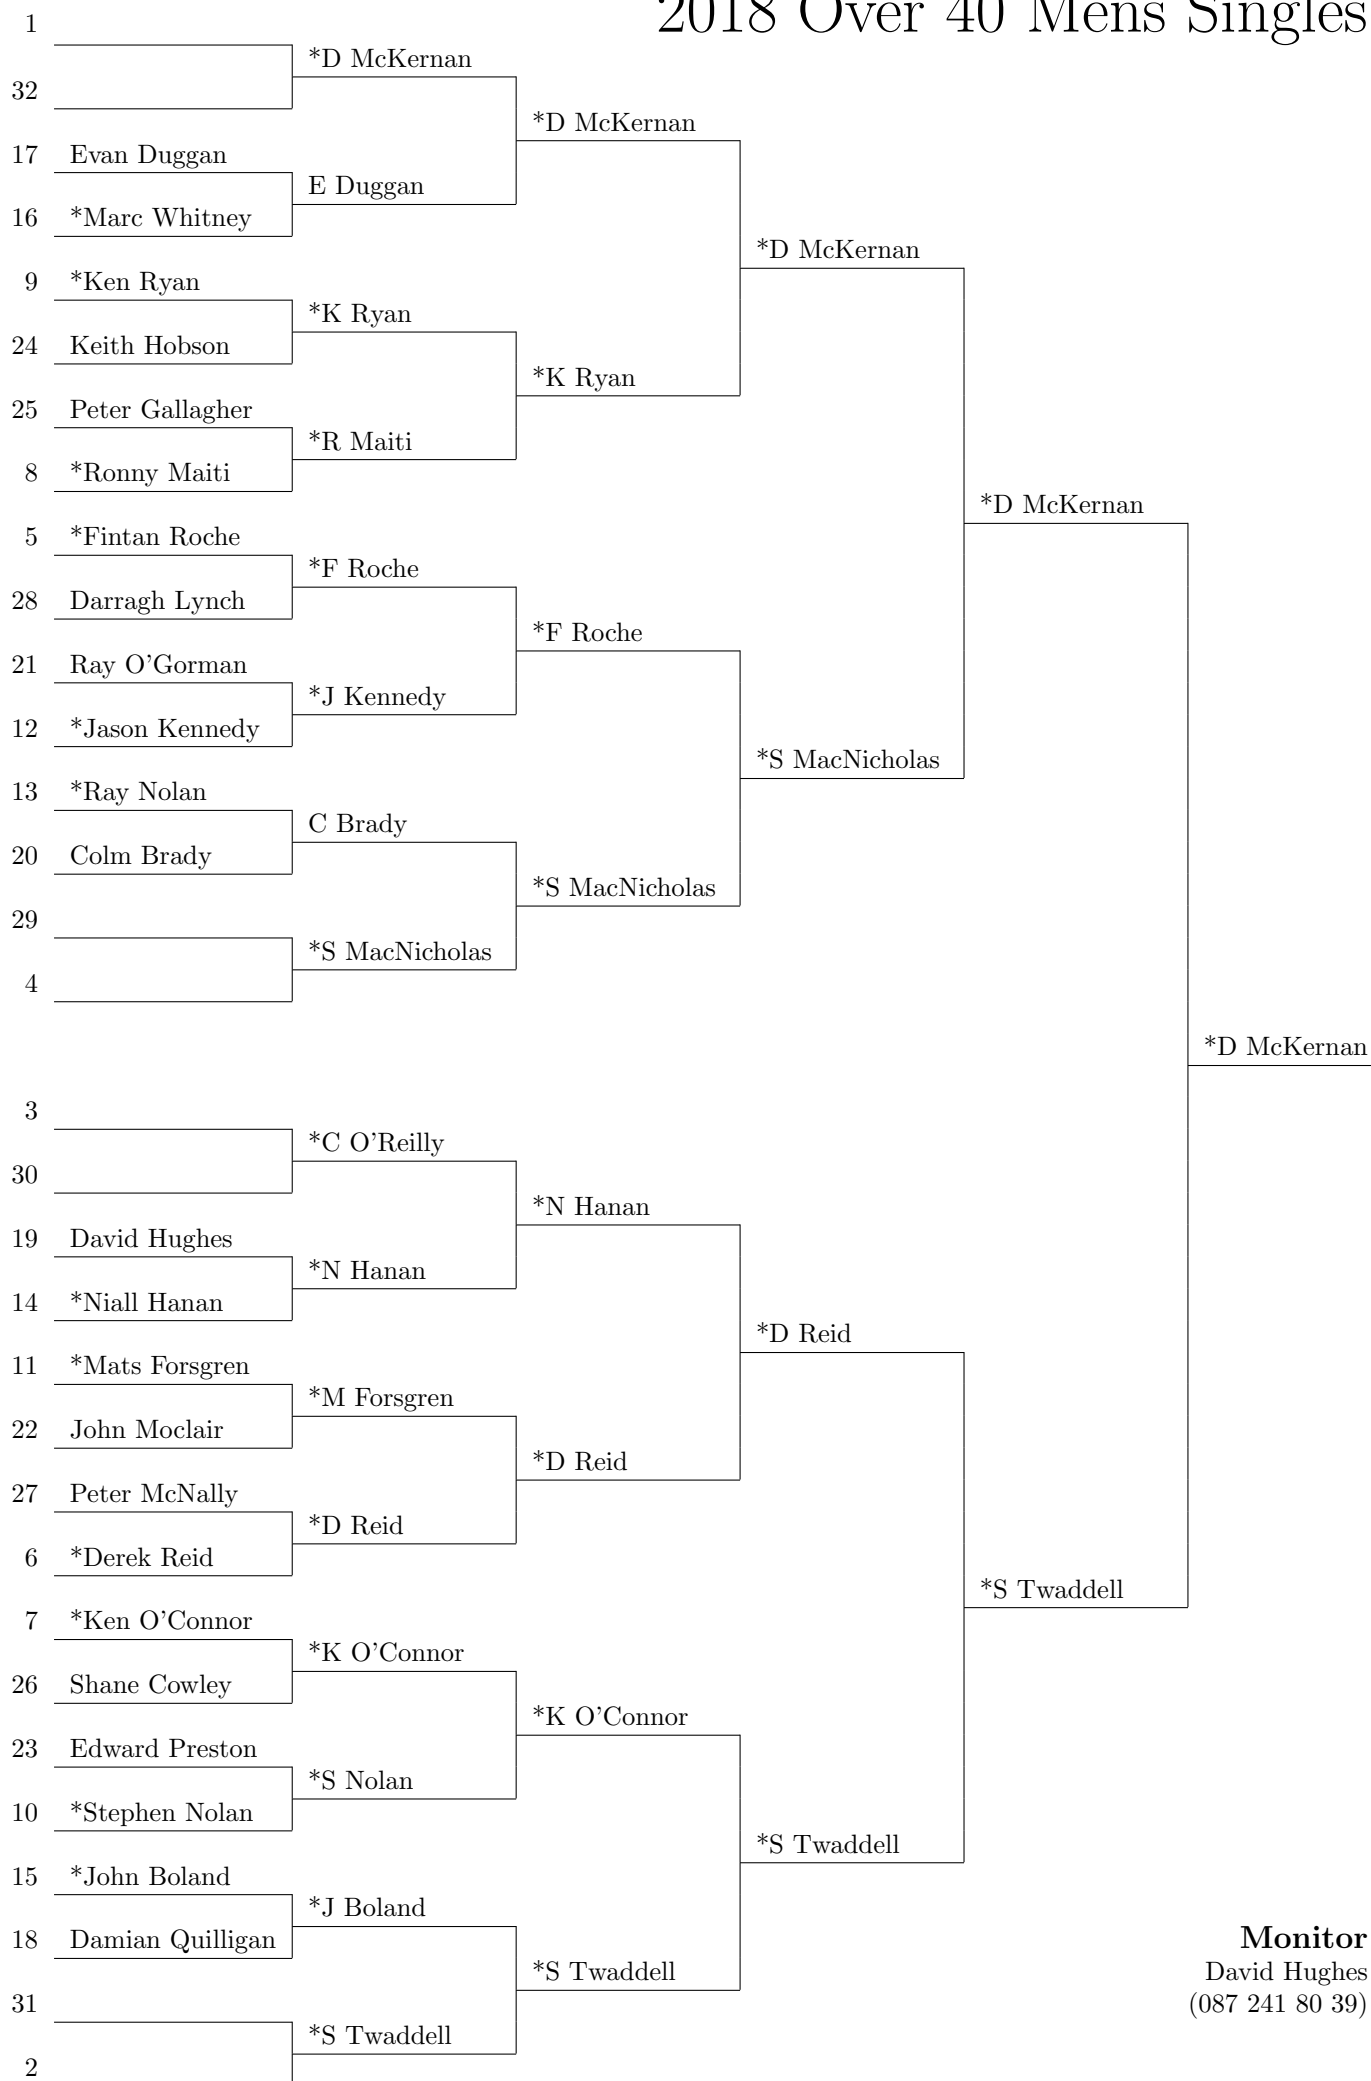 2018 Over 40 Mens Singles
1
*D McKernan
32
*D McKernan
17 Evan Duggan
E Duggan
16 *Marc Whitney
*D McKernan
9 *Ken Ryan
*K Ryan
24 Keith Hobson
*K Ryan
25 Peter Gallagher
*R Maiti
8 *Ronny Maiti
*D McKernan
5 *Fintan Roche
*F Roche
28 Darragh Lynch
*F Roche
21 Ray O'Gorman
*J Kennedy
12 *Jason Kennedy
*S MacNicholas
13 *Ray Nolan
C Brady
20 Colm Brady
*S MacNicholas
29
*S MacNicholas
4
*D McKernan
3
*C O'Reilly
30
*N Hanan
19 David Hughes
*N Hanan
14 *Niall Hanan
*D Reid
11 *Mats Forsgren
*M Forsgren
22 John Moclair
*D Reid
27 Peter McNally
*D Reid
6 *Derek Reid
*S Twaddell
7 *Ken O'Connor
*K O'Connor
26 Shane Cowley
*K O'Connor
23 Edward Preston
*S Nolan
10 *Stephen Nolan
*S Twaddell
15 *John Boland
*J Boland
18 Damian Quilligan
*S Twaddell
31
*S Twaddell
2
Monitor
David Hughes
(087 241 80 39)